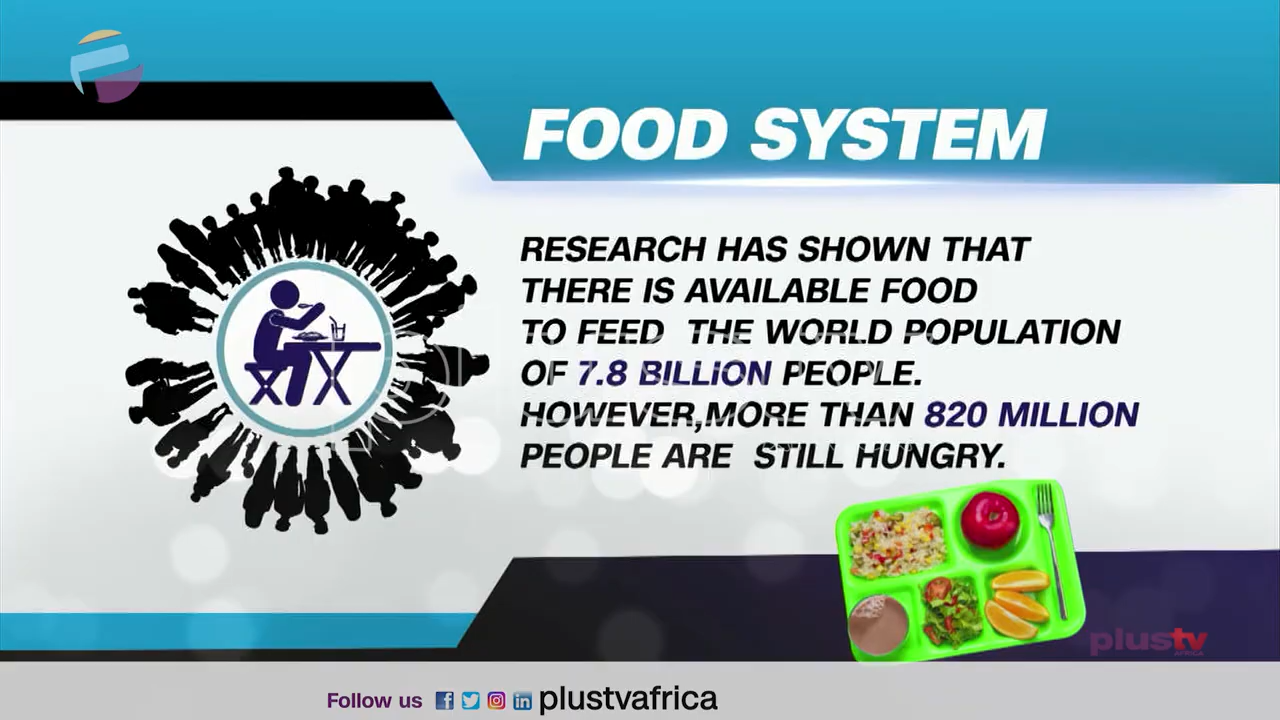 FOOD SYSTEM
RESEARCH HAS SHOWN THAT
THERE IS AVAILABLE FOOD
TO FEED THE WORLD POPULATION
OF 7.8 BILLION PEOPLE.
HOWEVER,MORE THAN 820 MILLION
PEOPLE ARE STILL HUNGRY.
plustv
AFRICA
Follow us plustvafrica